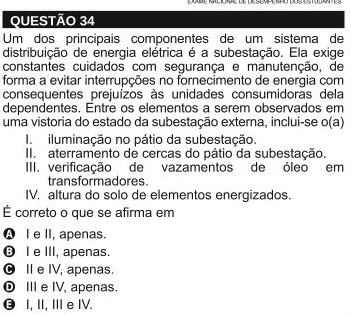 EXAME NACIONAL DE DESEMPENHO DOS ESTUDANTES
QUESTÃO 34
Um dos principais componentes de um sistema de
distribuição de energia elétrica é a subestação. Ela exige
constantes cuidados com segurança e manutenção, de
forma a evitar interrupções no fornecimento de energia com
consequentes prejuízos às unidades consumidoras dela
dependentes. Entre os elementos a serem observados em
uma vistoria do estado da subestação externa, inclui-se o(a)
I. iluminação no pátio da subestação.
II. aterramento de cercas do pátio da subestação.
III. verificação de vazamentos de óleo em
transformadores.
IV. altura do solo de elementos energizados.
É correto o que se afirma em
A I e II, apenas.
B I e III, apenas.
C II e IV, apenas.
D III e IV, apenas.
E I, II, III e IV.